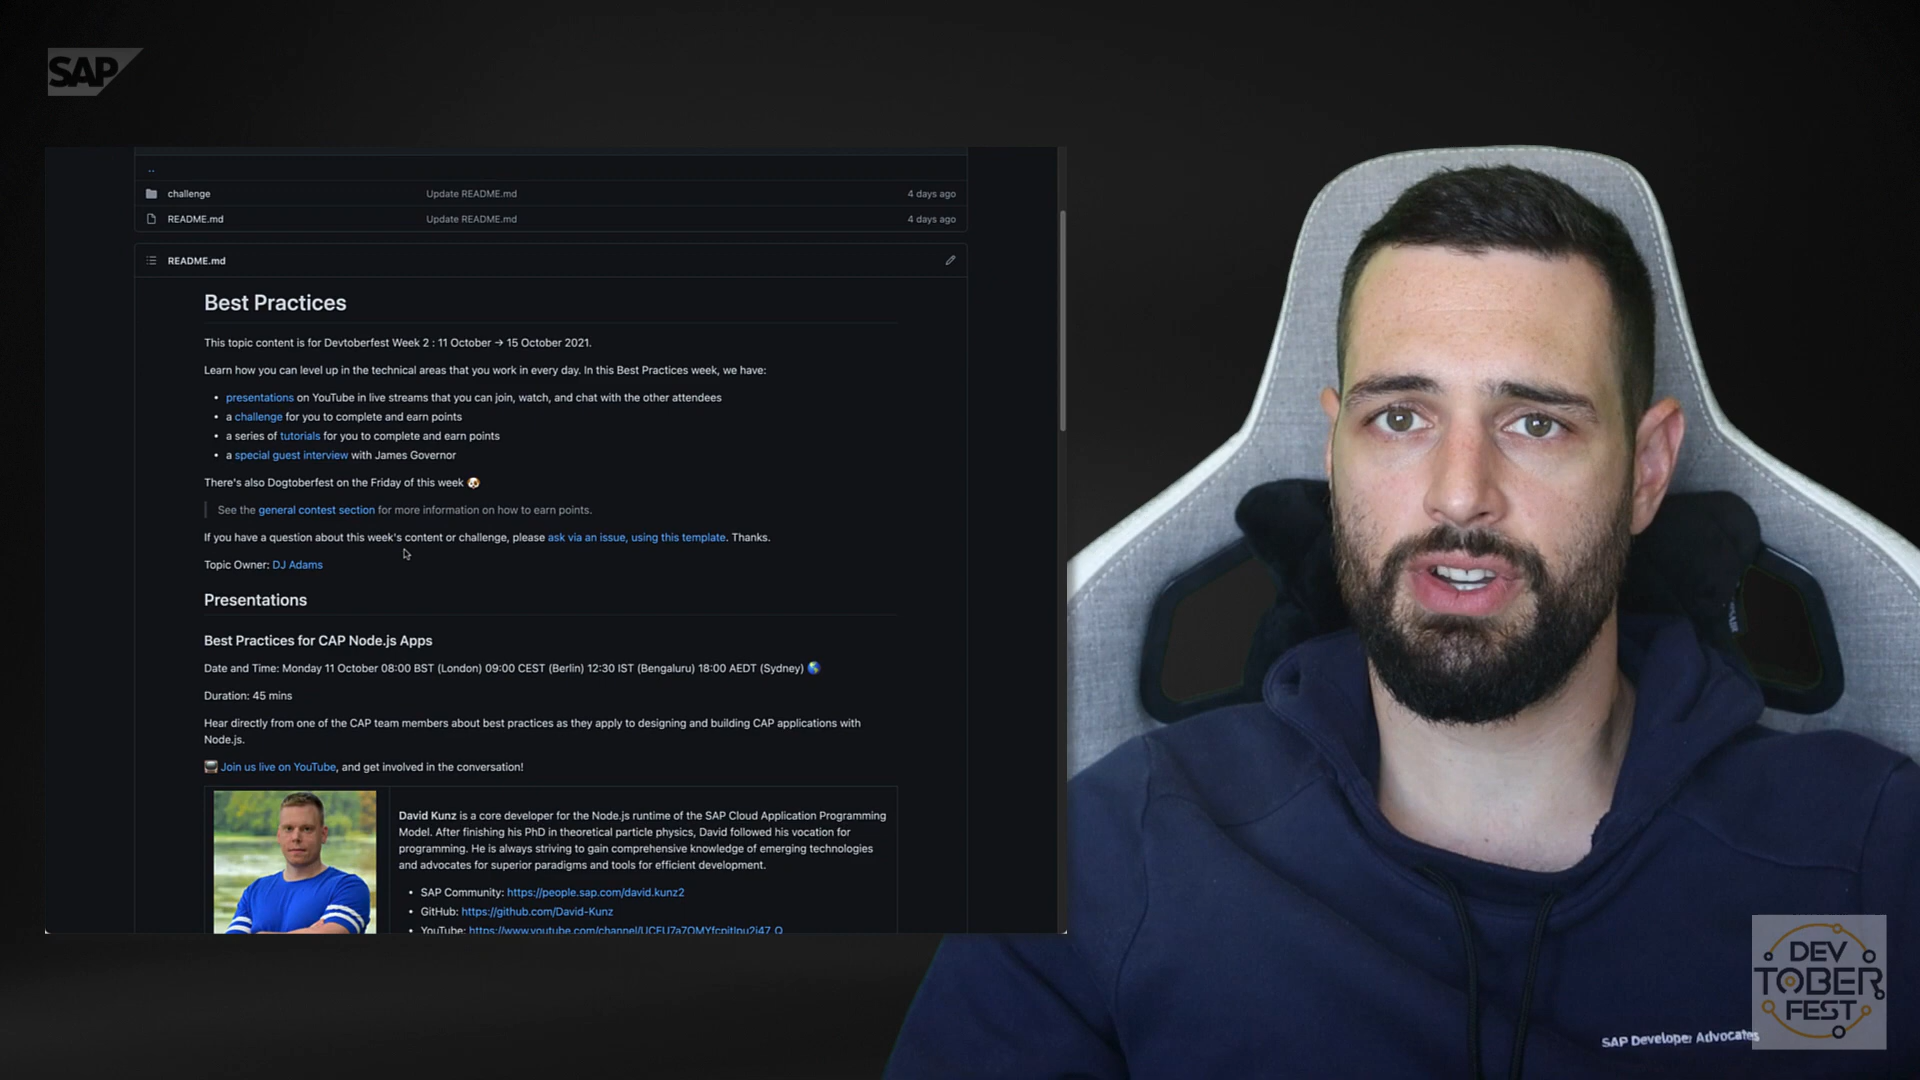 SAP
..
challenge Update README.md 4 days ago
README.md Update README.md 4 days ago
README.md
Best Practices
This topic content is for Devtoberfest Week 2 : 11 October → 15 October 2021.
Learn how you can level up in the technical areas that you work in every day. In this Best Practices week, we have:
• presentations on YouTube in live streams that you can join, watch, and chat with the other attendees
• a challenge for you to complete and earn points
• a series of tutorials for you to complete and earn points
• a special guest interview with James Governor
There's also Dogtoberfest on the Friday of this week 🐶
See the general contest section for more information on how to earn points.
If you have a question about this week's content or challenge, please ask via an issue, using this template. Thanks.
Topic Owner: DJ Adams
Presentations
Best Practices for CAP Node.js Apps
Date and Time: Monday 11 October 08:00 BST (London) 09:00 CEST (Berlin) 12:30 IST (Bengaluru) 18:00 AEDT (Sydney) 🌎
Duration: 45 mins
Hear directly from one of the CAP team members about best practices as they apply to designing and building CAP applications with
Node.js.
📺 Join us live on YouTube, and get involved in the conversation!
David Kunz is a core developer for the Node.js runtime of the SAP Cloud Application Programming
Model. After finishing his PhD in theoretical particle physics, David followed his vocation for
programming. He is always striving to gain comprehensive knowledge of emerging technologies
and advocates for superior paradigms and tools for efficient development.
• SAP Community: https://people.sap.com/david.kunz2
• GitHub: https://github.com/David-Kunz
• YouTube:
SAP Developer Advocates
DEV
TOBER
FEST